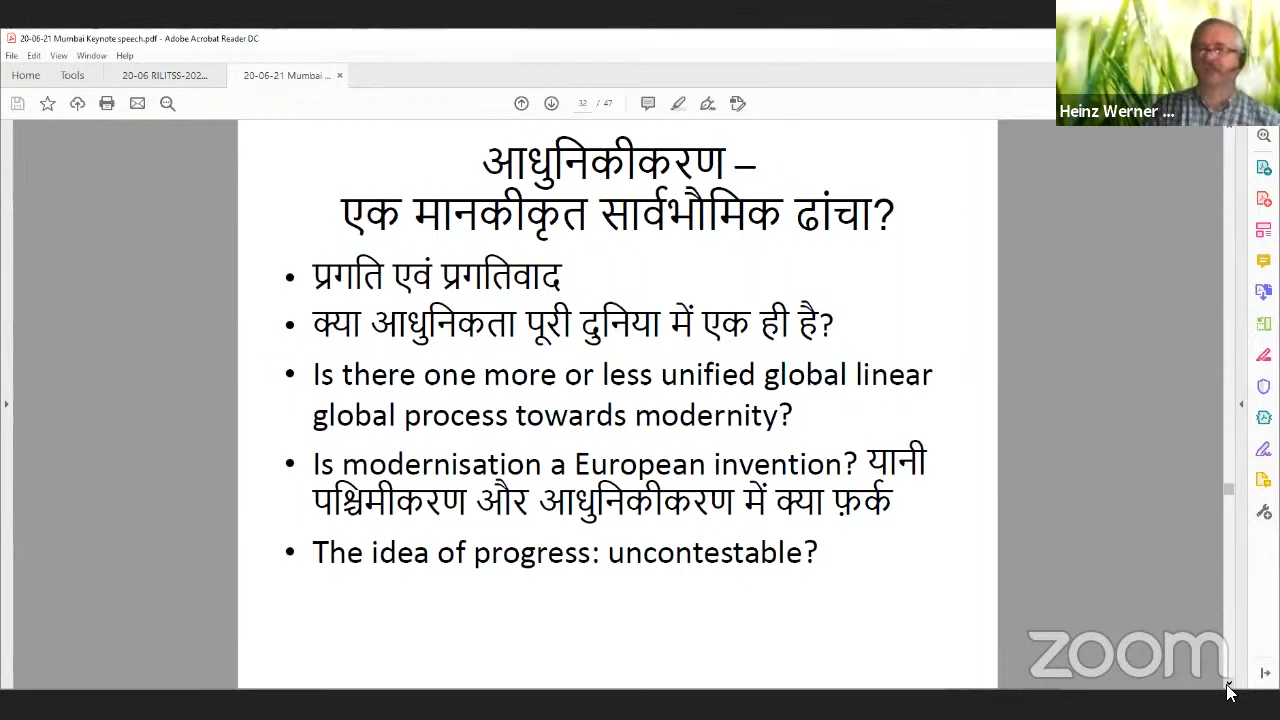 20-06-21 Mumbai Keynote speech.pdf - Adobe Acrobat Reader DC
File Edit View Window Help
Home Tools 20-06 RILITSS-202... 20-06-21 Mumbai ... ×
32 / 47
Heinz Werner ...
आधुनिकीकरण –
एक मानकीकृत सार्वभौमिक ढांचा?
• प्रगति एवं प्रगतिवाद
• क्या आधुनिकता पूरी दुनिया में एक ही है?
• Is there one more or less unified global linear
global process towards modernity?
• Is modernisation a European invention? यानी
पश्चिमीकरण और आधुनिकीकरण में क्या फ़र्क
• The idea of progress: uncontestable?
zoom